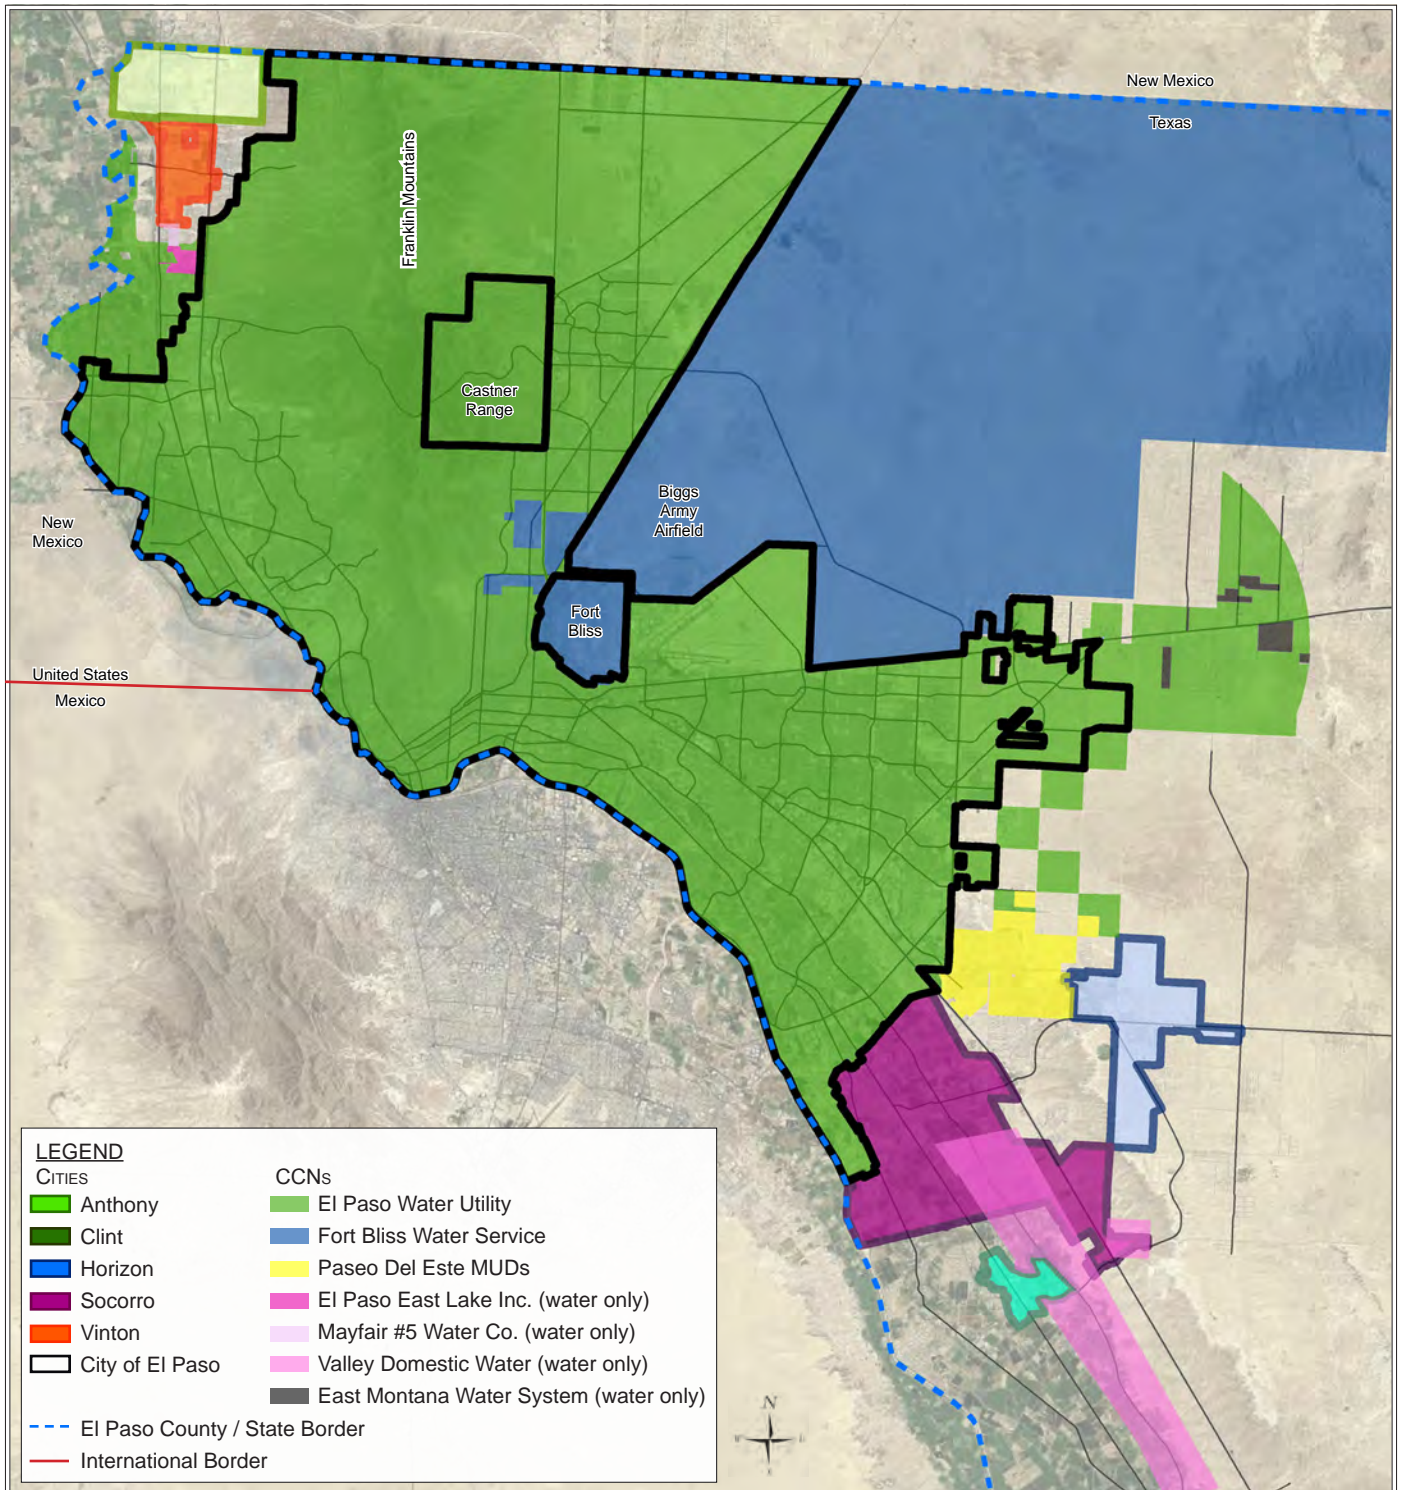 New Mexico
Texas
Franklin Mountains
Castner
Range
Biggs
Army
Airfield
New
Mexico
Fort
Bliss
United States
Mexico
LEGEND
CITIES
Anthony
Clint
Horizon
Socorro
Vinton
City of El Paso
El Paso County / State Border
International Border
CCNs
El Paso Water Utility
Fort Bliss Water Service
Paseo Del Este MUDs
El Paso East Lake Inc. (water only)
Mayfair #5 Water Co. (water only)
Valley Domestic Water (water only)
East Montana Water System (water only)
N